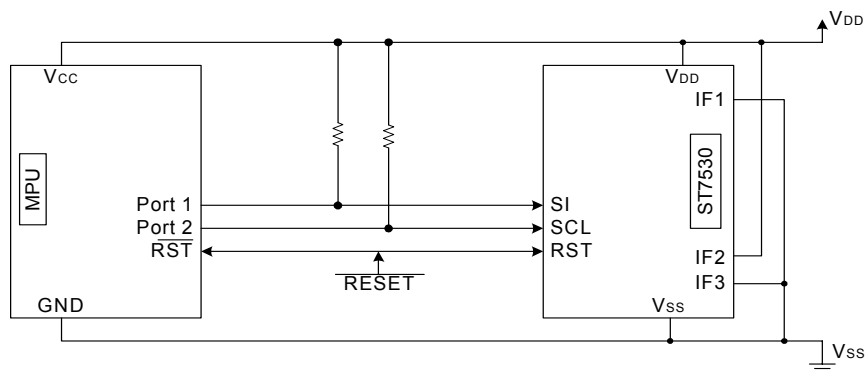 VDD
VCC
VDD
IF1
MPU
ST7530
Port 1
SI
Port 2
SCL
RST
RST
RESET
IF2
IF3
GND
VSS
VSS